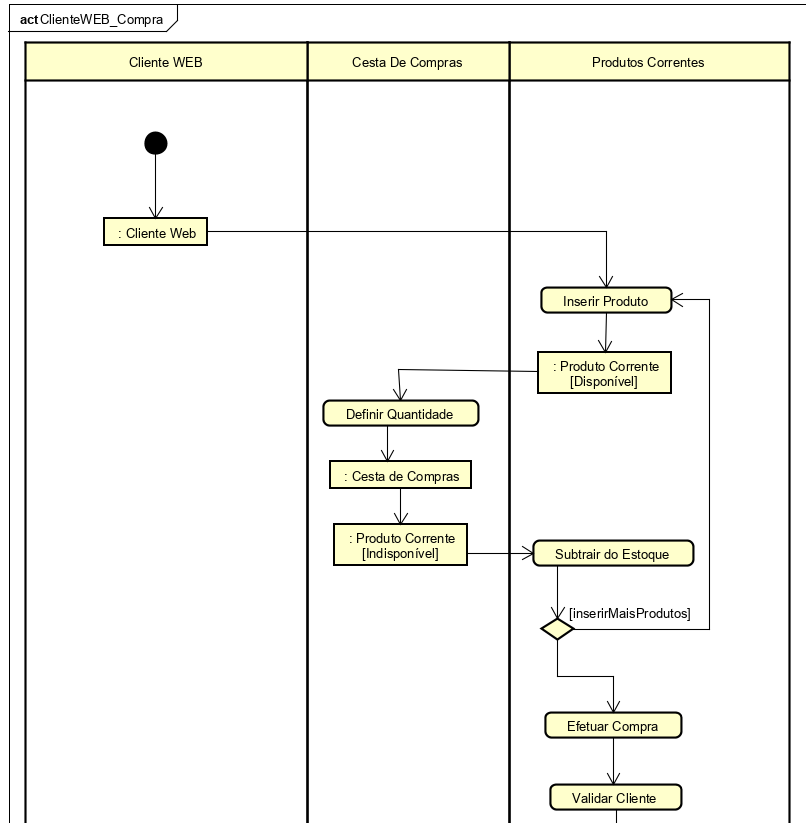 act ClienteWEB_Compra
Cliente WEB
Cesta De Compras
Produtos Correntes
: Cliente Web
Inserir Produto
: Produto Corrente
[Disponível]
Definir Quantidade
: Cesta de Compras
: Produto Corrente
[Indisponível]
Subtrair do Estoque
[inserirMaisProdutos]
Efetuar Compra
Validar Cliente